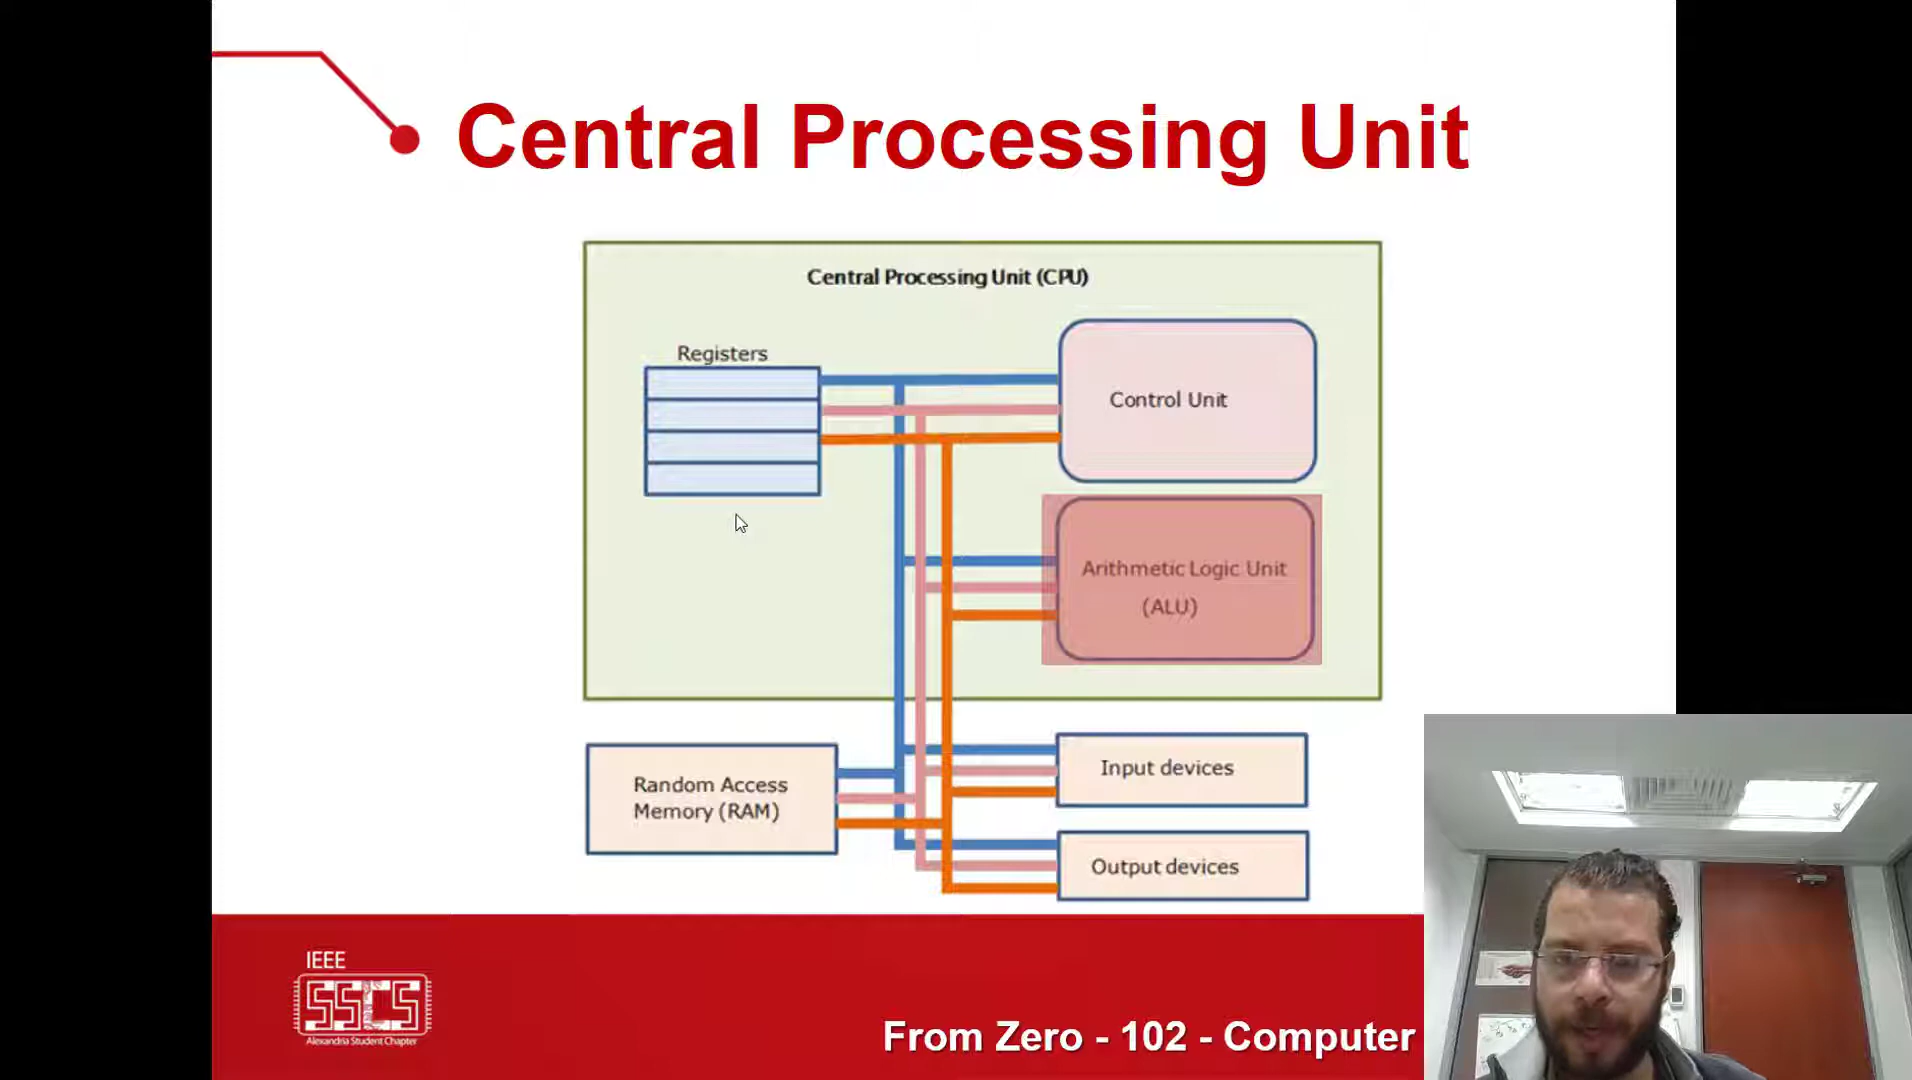 Central Processing Unit
Central Processing Unit (CPU)
Registers
Control Unit
Arithmetic Logic Unit
(ALU)
Random Access
Memory (RAM)
Input devices
Output devices
IEEE
SSCS
Alexandria Student Chapter
From Zero - 102 - Computer